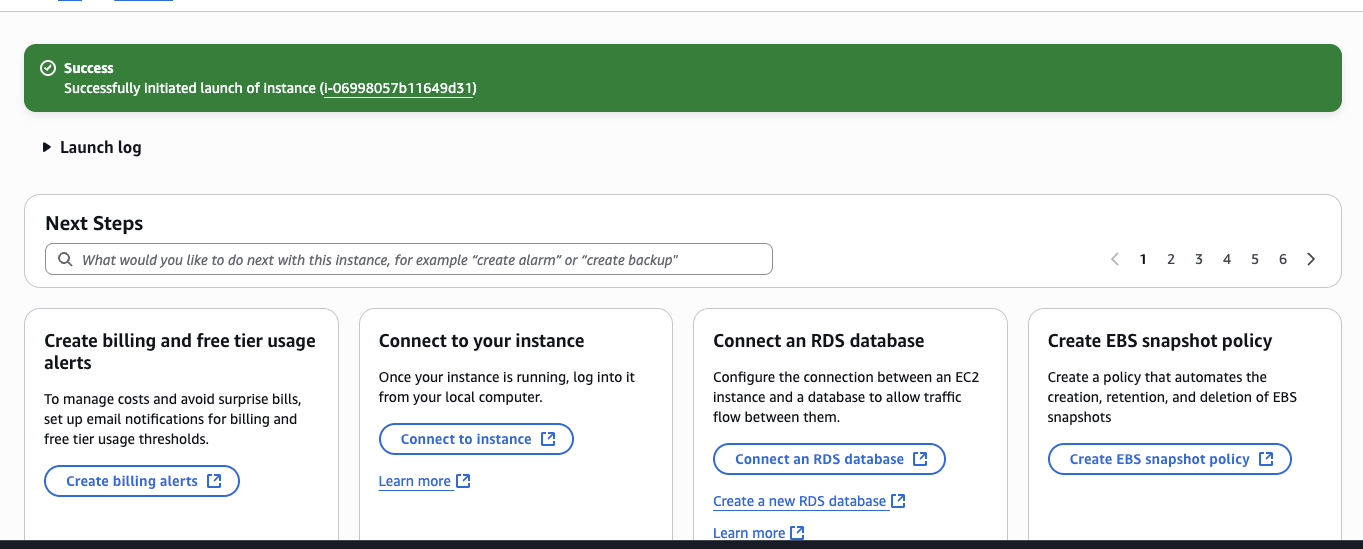 Success
Successfully initiated launch of instance (i-06998057b11649d31)
Launch log
Next Steps
What would you like to do next with this instance, for example “create alarm” or “create backup"
1 2 3 4 5 6
Create billing and free tier usage
alerts
To manage costs and avoid surprise bills,
set up email notifications for billing and
free tier usage thresholds.
Create billing alerts
Connect to your instance
Once your instance is running, log into it
from your local computer.
Connect to instance
Learn more
Connect an RDS database
Configure the connection between an EC2
instance and a database to allow traffic
flow between them.
Connect an RDS database
Create a new RDS database
Learn more
Create EBS snapshot policy
Create a policy that automates the
creation, retention, and deletion of EBS
snapshots
Create EBS snapshot policy